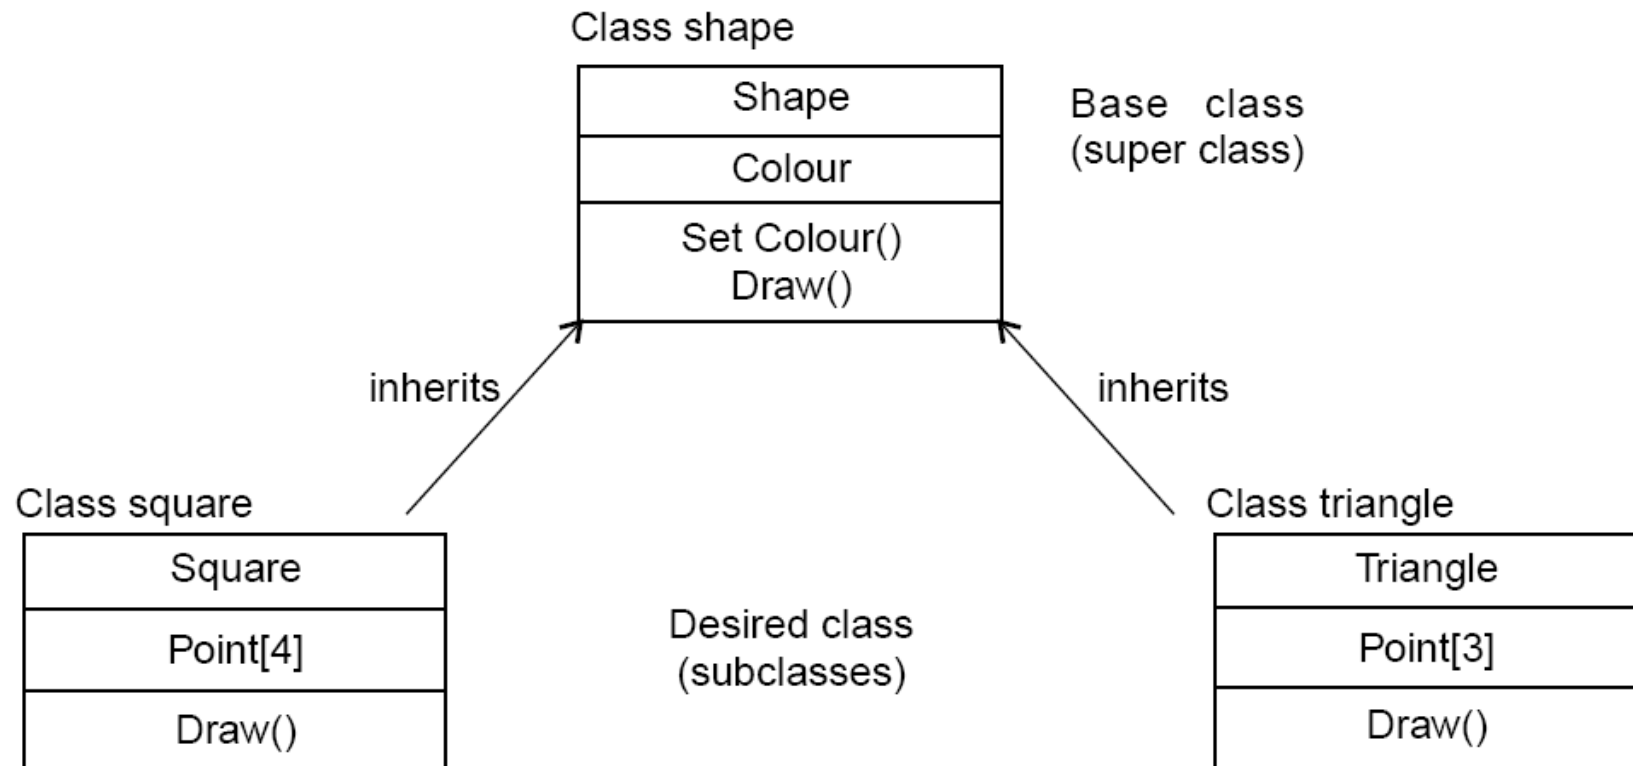 Class shape
Shape
Base class
(super class)
Colour
Set Colour()
Draw()
inherits
inherits
Class square
Class triangle
Square
Triangle
Desired class
(subclasses)
Point[4]
Point[3]
Draw()
Draw()